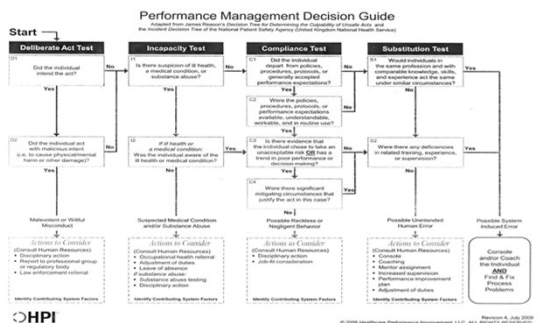 Performance Management Decision Guide
Adapted from James Reason's Decision Tree for Determining the Culpability of Unsafe Acts and
the Incident Decision Tree of the National Patient Safety Agency (United Kingdom National Health Service)
Start
Deliberate Act Test
Incapacity Test
Compliance Test
Substitution Test
D1
Did the individual
intend the act?
No
Yes
D2
Did the individual act
with malicious intent
(i.e. to cause physical/mental
harm or other damage)?
No
Yes
Malevolent or Willful
Misconduct
Actions to Consider
(Consult Human Resources)
• Disciplinary action
• Report to professional group
or regulatory body
• Law enforcement referral
Identify Contributing System Factors
I1
Is there suspicion of ill health,
a medical condition, or
substance abuse?
No
Yes
I2
If ill health or
a medical condition:
Was the individual aware of the
ill health or medical condition?
No
Yes
Suspected Medical Condition
and/or Substance Abuse
Actions to Consider
(Consult Human Resources)
• Occupational health referral
• Adjustment of duties
• Leave of absence
If substance abuse:
• Substance abuse testing
• Disciplinary action
Identify Contributing System Factors
C1
Did the individual
depart from policies,
procedures, protocols, or
generally accepted
performance expectations?
No
Yes
C2
Were the policies,
procedures, protocols, or
performance expectations
available, understandable,
workable, and in routine use?
No
Yes
C3
Is there evidence that
the individual chose to take an
unacceptable risk OR has a
trend in poor performance or
decision-making?
No
Yes
C4
Were there significant
mitigating circumstances
that justify the act in this case?
Yes
No
Possible Reckless or
Negligent Behavior
Actions to Consider
(Consult Human Resources)
• Disciplinary action
• Job-fit consideration
Identify Contributing System Factors
S1
Would individuals in
the same profession and with
comparable knowledge, skills,
and experience act the same
under similar circumstances?
Yes
No
S2
Were there any deficiencies
in related training, experience,
or supervision?
Yes
No
Possible Unintended
Human Error
Actions to Consider
(Consult Human Resources)
• Console
• Coaching
• Mentor assignment
• Increased supervision
• Performance improvement
plan
• Adjustment of duties
Identify Contributing System Factors
Possible System
Induced Error
Console
and/or Coach
the Individual
AND
Find & Fix
Process
Problems
HPI
Revision 4, July 2009
Healthcare Performance Improvement, LLC. ALL RIGHTS RESERVED.